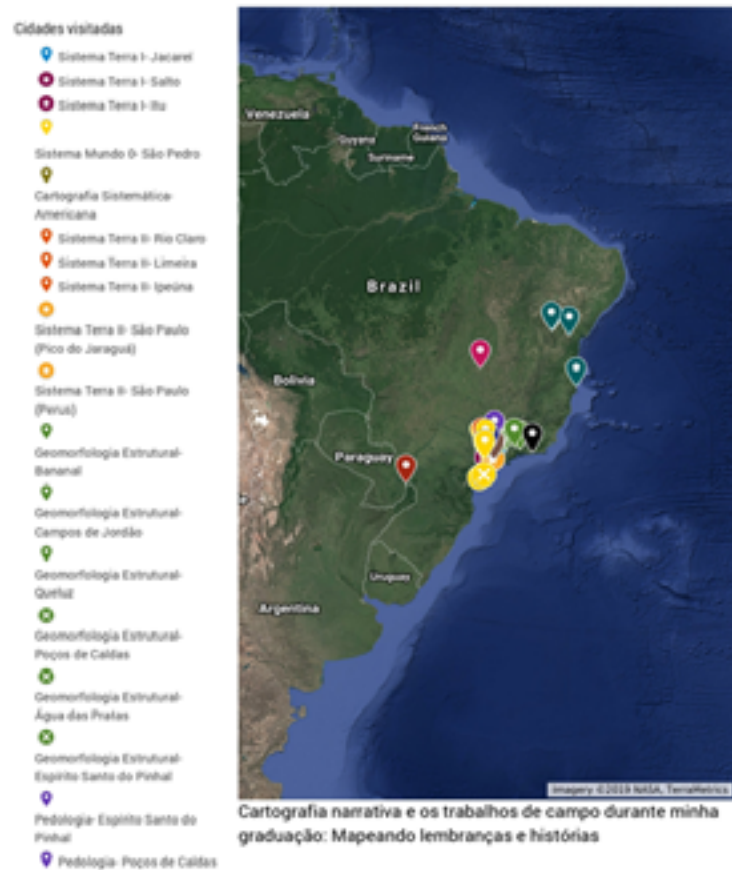 Cidades visitadas
Sistema Terra I- Jacareí
Sistema Terra I- Salto
Sistema Terra I- Itu
Sistema Mundo 0- São Pedro
Cartografia Sistemática-
Americana
Sistema Terra II- Rio Claro
Sistema Terra II- Limeira
Sistema Terra II- Ipeúna
Sistema Terra II- São Paulo
(Pico do Jaraguá)
Sistema Terra II- São Paulo
(Perus)
Geomorfologia Estrutural-
Bananal
Geomorfologia Estrutural-
Campos de Jordão
Geomorfologia Estrutural-
Queluz
Geomorfologia Estrutural-
Poços de Caldas
Geomorfologia Estrutural-
Água das Pratas
Geomorfologia Estrutural-
Espírito Santo do Pinhal
Pedologia- Espírito Santo do
Pinhal
Pedologia- Poços de Caldas
Venezuela
Guyana
French
Guiana
Suriname
Brazil
Bolivia
Paraguay
Uruguay
Argentina
Imagery ©2019 NASA, TerraMetrics
Cartografia narrativa e os trabalhos de campo durante minha
graduação: Mapeando lembranças e histórias